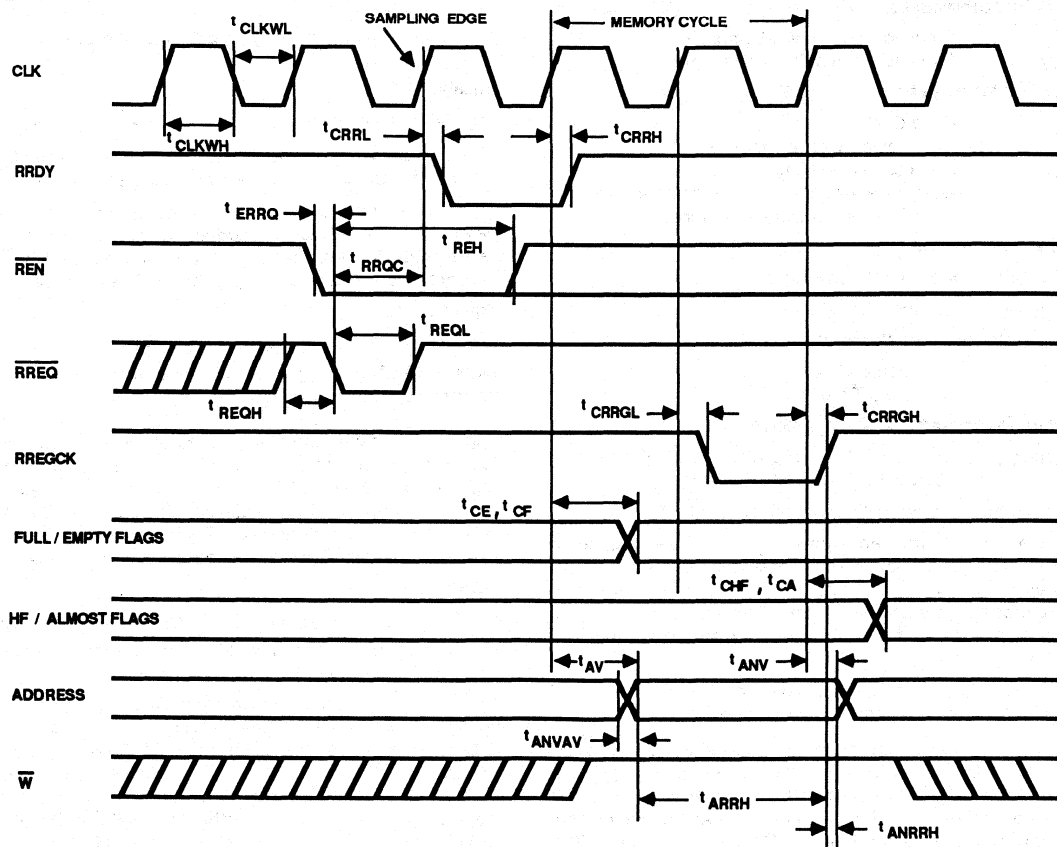 t CLKWL
SAMPLING EDGE
MEMORY CYCLE
CLK
t CLKWH
t CRRL
t CRRH
RRDY
t ERRQ
t REH
REN
t RRQC
t REQL
RREQ
t REQH
t CRRGL
t CRRGH
RREGCK
t CE , t CF
FULL / EMPTY FLAGS
t CHF , t CA
HF / ALMOST FLAGS
t AV
t ANV
ADDRESS
t ANVAV
W
t ARRH
t ANRRH